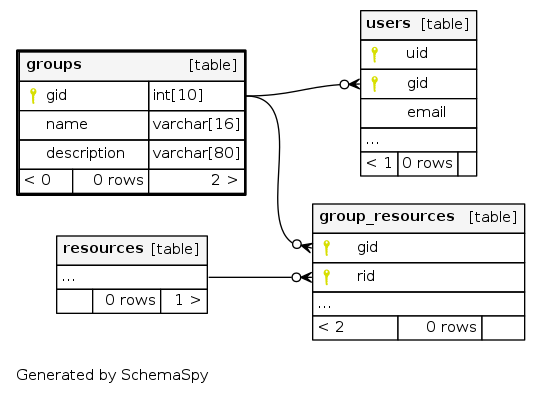 groups [table]
gid int[10]
name varchar[16]
description varchar[80]
< 0 0 rows 2 >
users [table]
uid
gid
email
...
< 1 0 rows
group_resources [table]
gid
rid
...
< 2 0 rows
resources [table]
...
0 rows 1 >
Generated by SchemaSpy